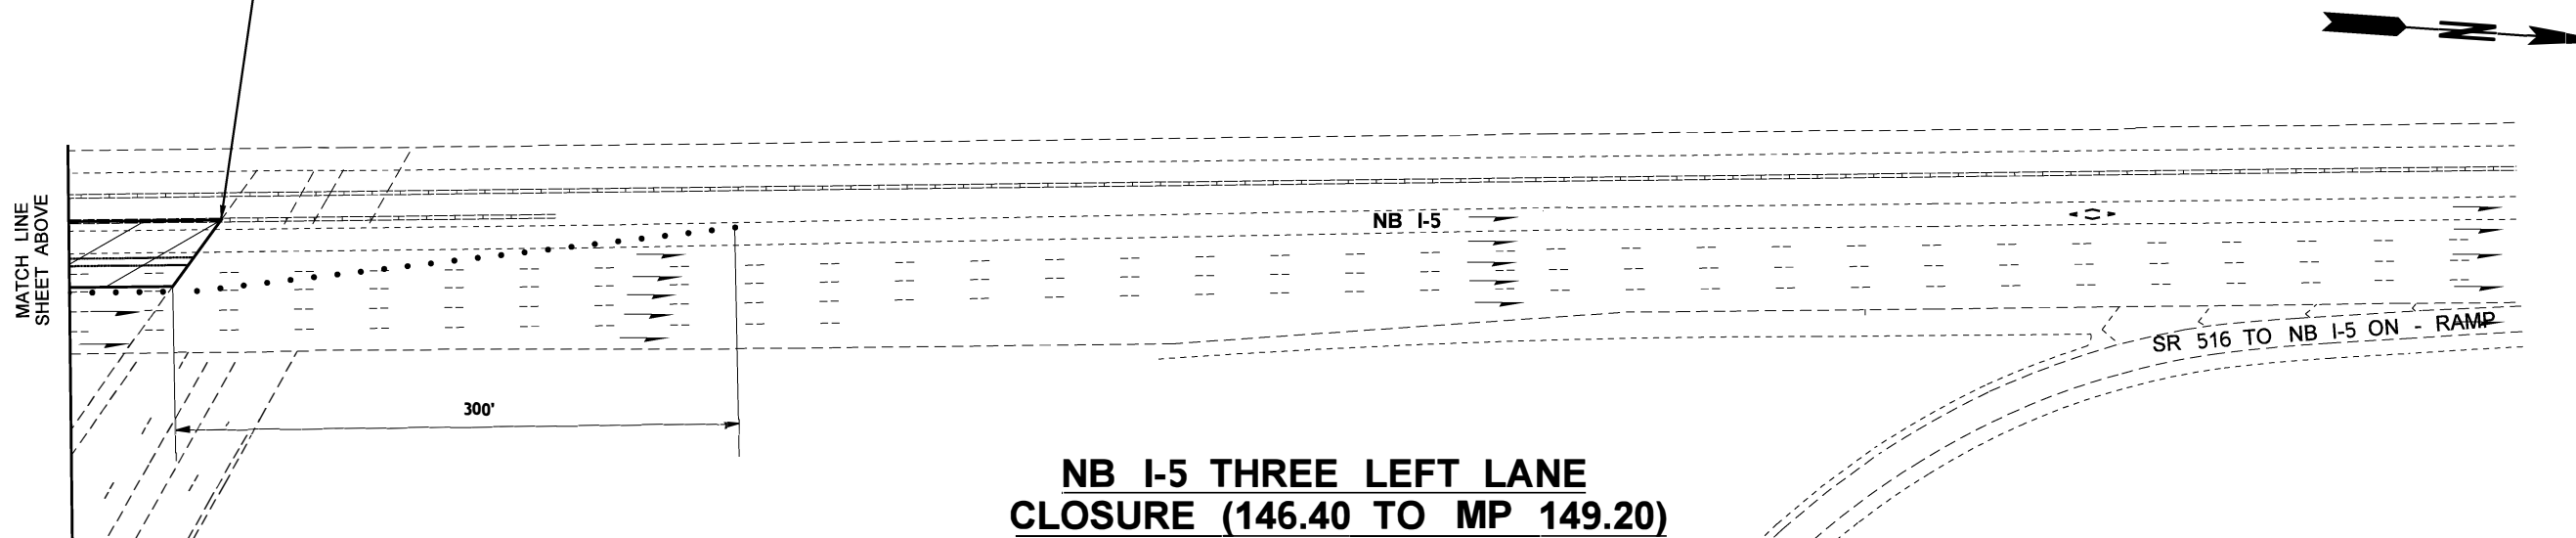 N
MATCH LINE
SHEET ABOVE
NB I-5
SR 516 TO NB I-5 ON - RAMP
300'
NB I-5 THREE LEFT LANE
CLOSURE (146.40 TO MP 149.20)